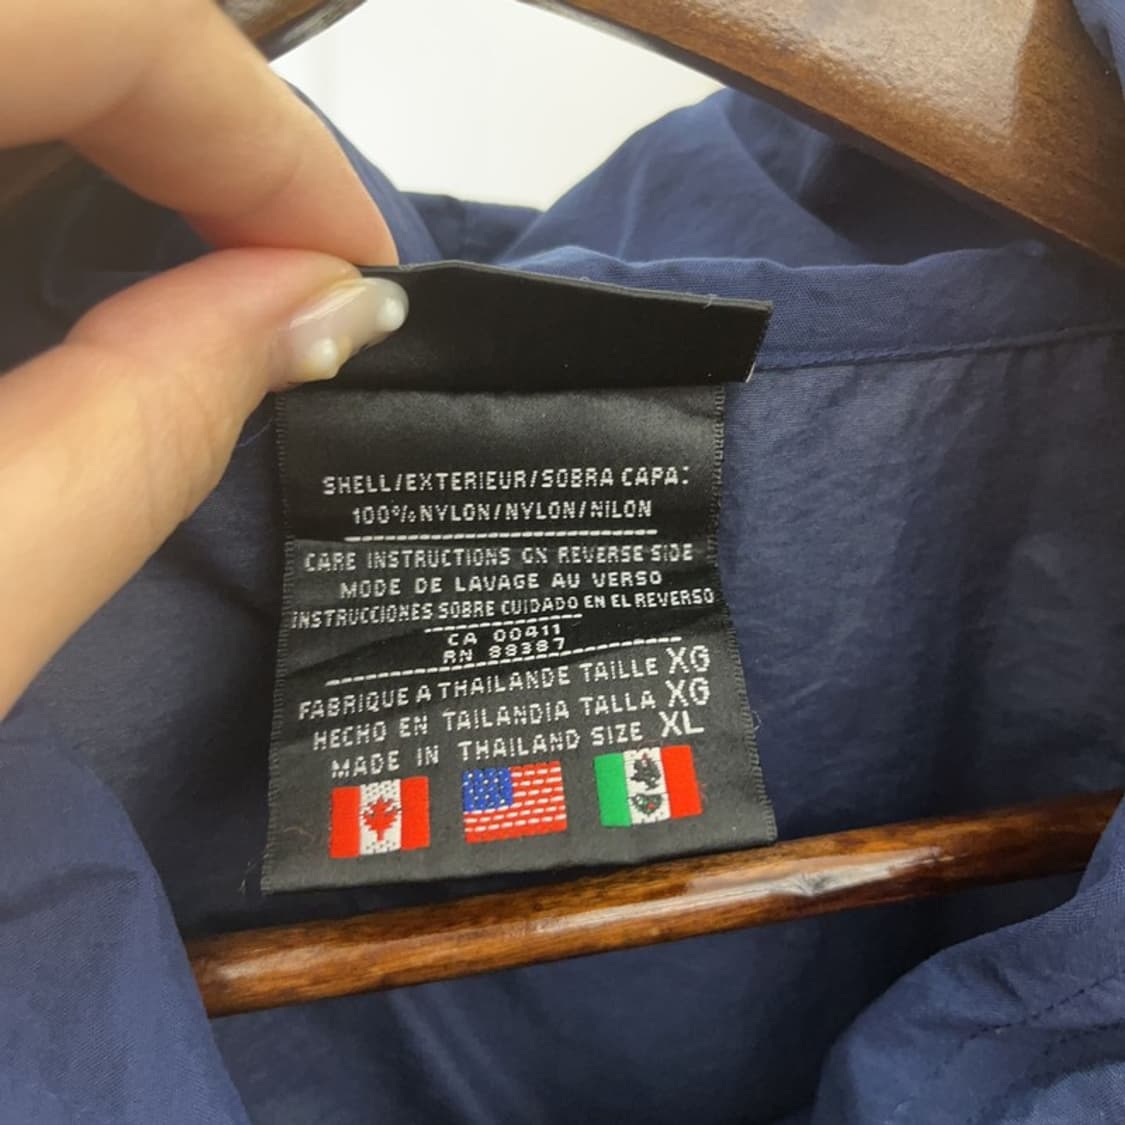 SHELL/EXTERIEUR/SOBRA CAPA:
100% NYLON/NYLON/NILON
CARE INSTRUCTIONS ON REVERSE SIDE
MODE DE LAVAGE AU VERSO
INSTRUCCIONES SOBRE CUIDADO EN EL REVERSO
CA 00411
RN 88387
FABRIQUE A THAILANDE TAILLE XG
HECHO EN TAILANDIA TALLA XG
MADE IN THAILAND SIZE XL